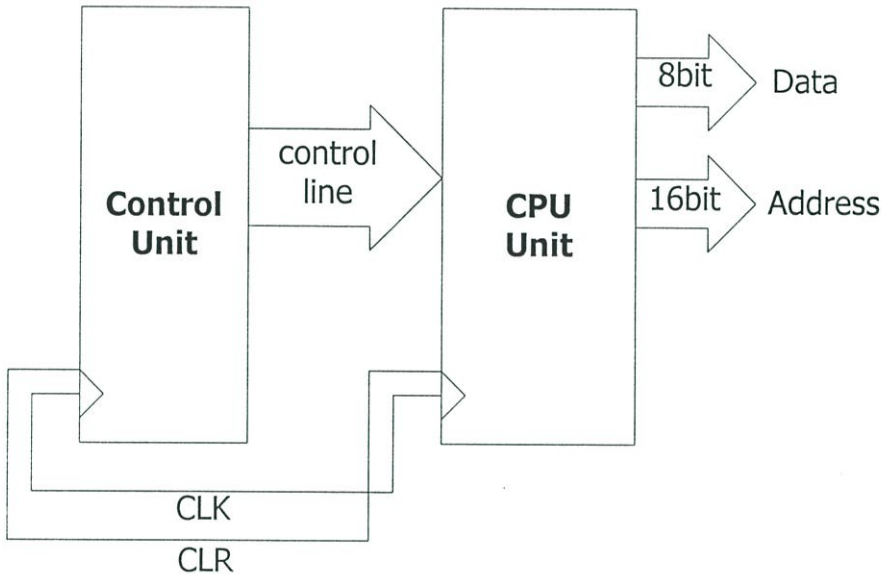 Control
Unit
control
line
CPU
Unit
8bit
Data
16bit
Address
CLK
CLR